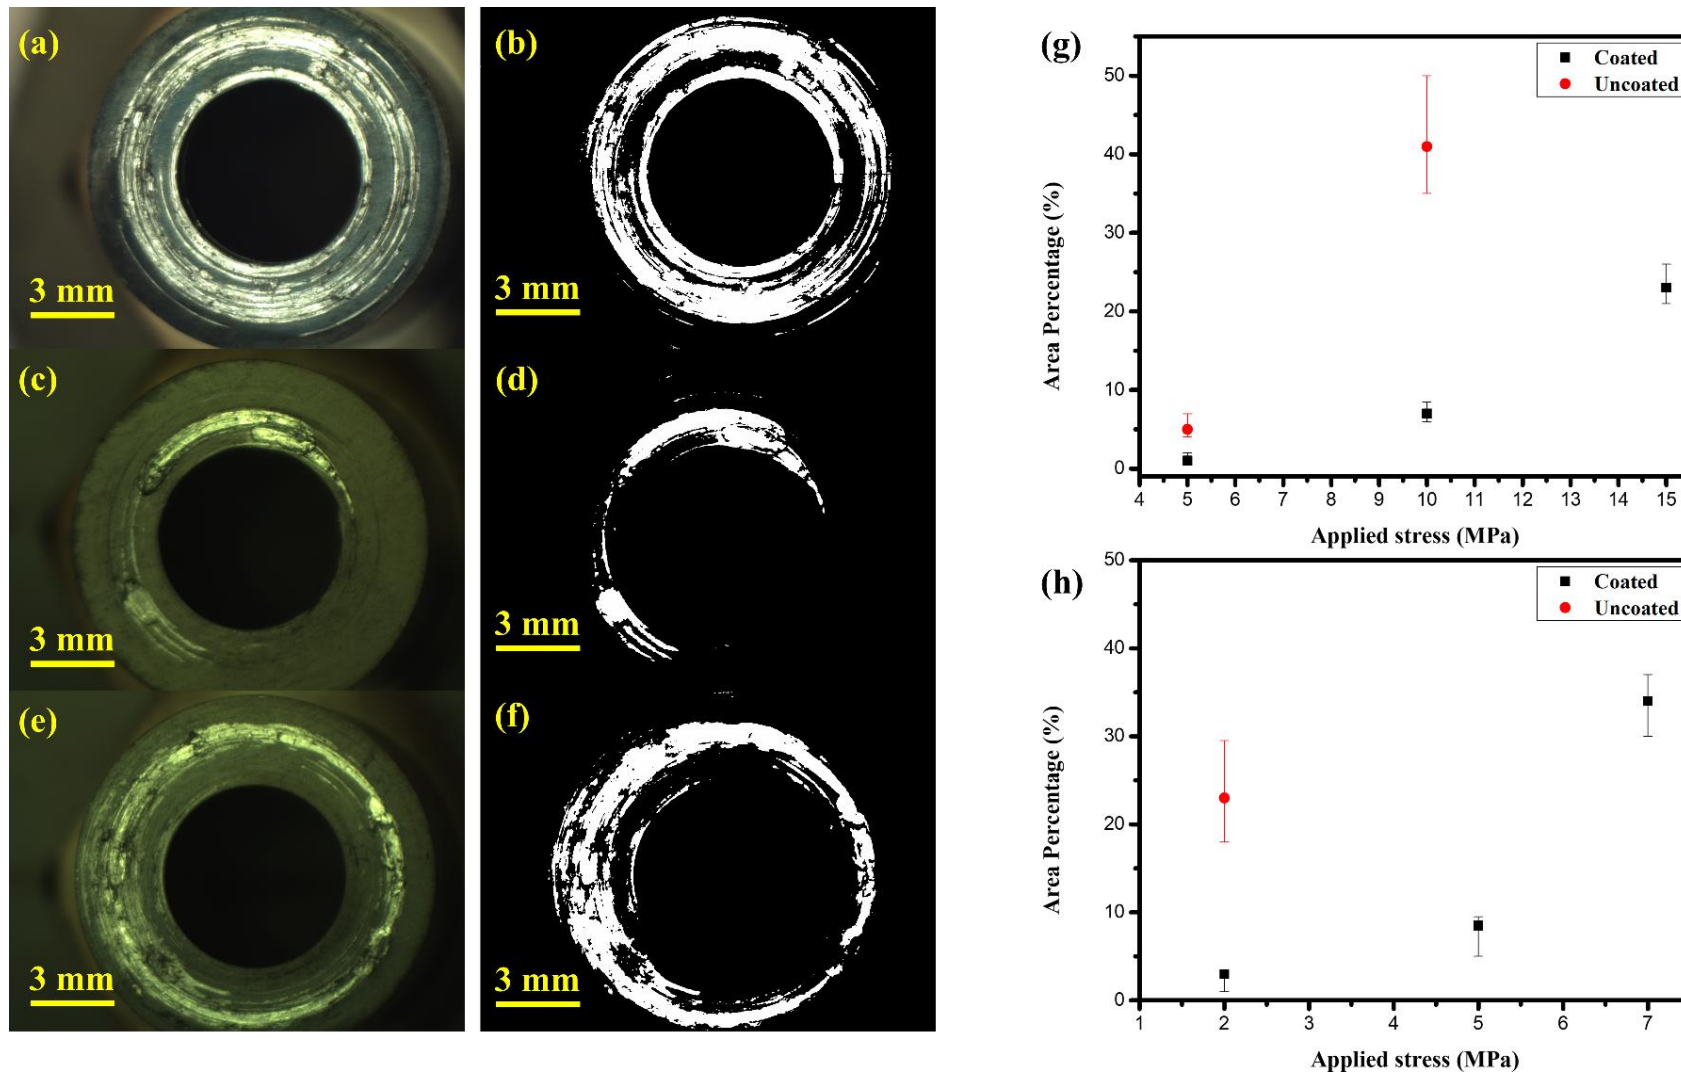 (a)
3 mm
(b)
3 mm
(c)
3 mm
(d)
3 mm
(e)
3 mm
(f)
3 mm
(g)
Coated
Uncoated
Area Percentage (%)
50
40
30
20
10
0
4 5 6 7 8 9 10 11 12 13 14 15
Applied stress (MPa)
(h)
Coated
Uncoated
Area Percentage (%)
50
40
30
20
10
0
1 2 3 4 5 6 7
Applied stress (MPa)